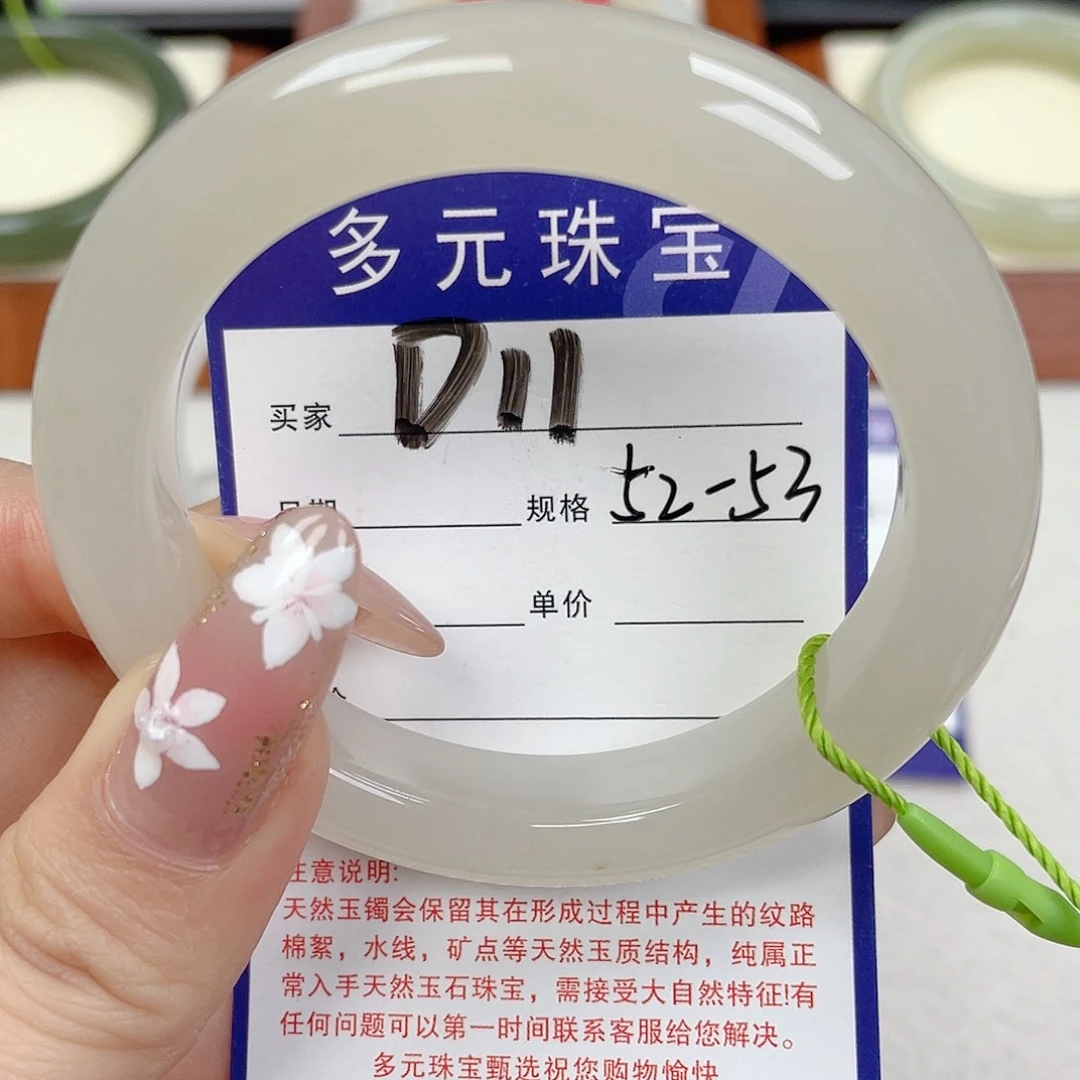 多元珠宝
买家 D11
日期 规格 52-53
单价
注意说明:
天然玉镯会保留其在形成过程中产生的纹路
棉絮，水线，矿点等天然玉质结构，纯属正
常入手天然玉石珠宝，需接受大自然特征!有
任何问题可以第一时间联系客服给您解决。
多元珠宝甄选祝您购物愉快